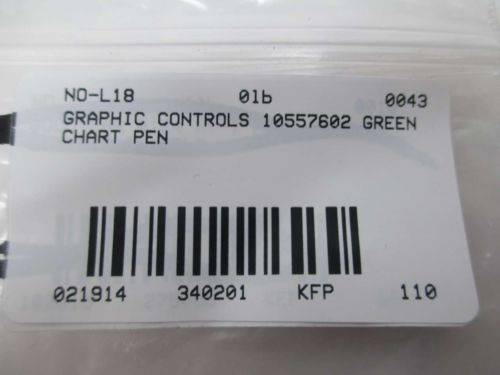 NO-L18 01b 0043
GRAPHIC CONTROLS 10557602 GREEN
CHART PEN
021914 340201 KFP 110